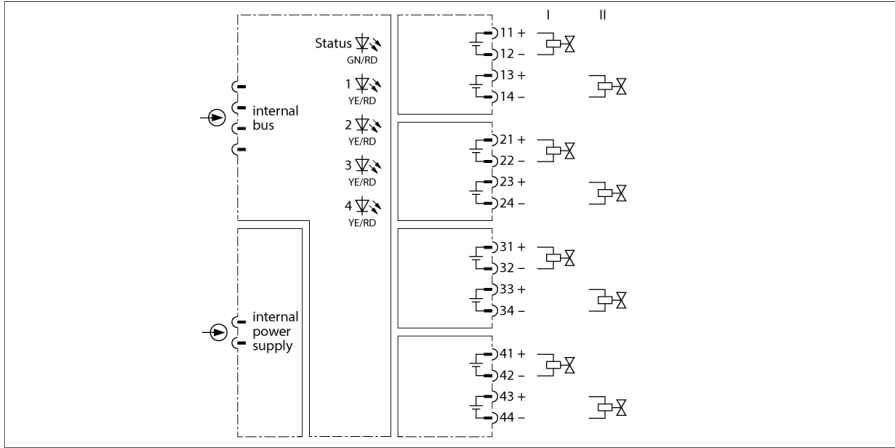 I II
Status
GN/RD
1
YE/RD
2
YE/RD
3
YE/RD
4
YE/RD
internal
bus
internal
power
supply
11 +
12 –
13 +
14 –
21 +
22 –
23 +
24 –
31 +
32 –
33 +
34 –
41 +
42 –
43 +
44 –